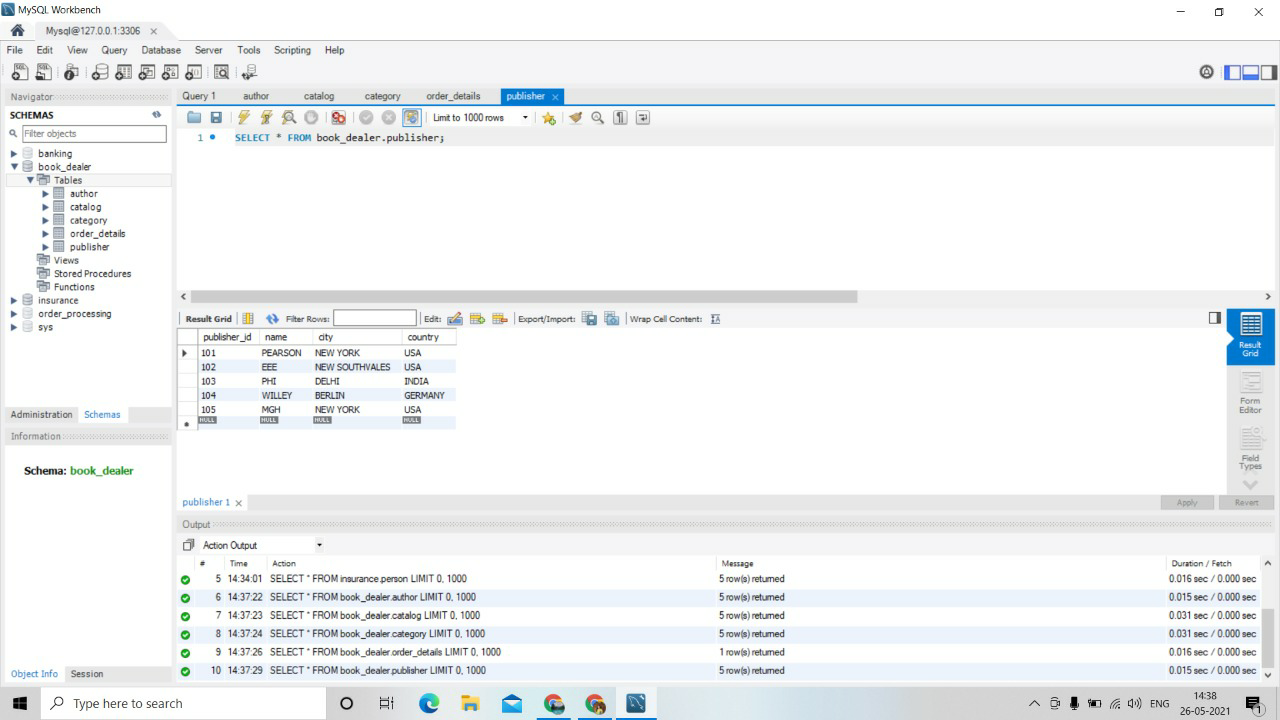 MySQL Workbench
Mysql@127.0.0.1:3306
File Edit View Query Database Server Tools Scripting Help
Navigator
SCHEMAS
Filter objects
banking
book_dealer
Tables
author
catalog
category
order_details
publisher
Views
Stored Procedures
Functions
insurance
order_processing
sys
Administration Schemas
Information
Schema: book_dealer
Object Info Session
Query 1 author catalog category order_details publisher
Limit to 1000 rows
1 SELECT * FROM book_dealer.publisher;
Result Grid Filter Rows: Edit: Export/Import: Wrap Cell Content:
publisher_id name city country
101 PEARSON NEW YORK USA
102 EEE NEW SOUTHVALES USA
103 PHI DELHI INDIA
104 WILLEY BERLIN GERMANY
105 MGH NEW YORK USA
NULL NULL NULL NULL
Result
Grid
Form
Editor
Field
Types
publisher 1
Apply Revert
Output
Action Output
# Time Action Message Duration / Fetch
5 14:34:01 SELECT * FROM insurance.person LIMIT 0, 1000 5 row(s) returned 0.016 sec / 0.000 sec
6 14:37:22 SELECT * FROM book_dealer.author LIMIT 0, 1000 5 row(s) returned 0.015 sec / 0.000 sec
7 14:37:23 SELECT * FROM book_dealer.catalog LIMIT 0, 1000 5 row(s) returned 0.031 sec / 0.000 sec
8 14:37:24 SELECT * FROM book_dealer.category LIMIT 0, 1000 5 row(s) returned 0.031 sec / 0.000 sec
9 14:37:26 SELECT * FROM book_dealer.order_details LIMIT 0, 1000 1 row(s) returned 0.016 sec / 0.000 sec
10 14:37:29 SELECT * FROM book_dealer.publisher LIMIT 0, 1000 5 row(s) returned 0.015 sec / 0.000 sec
Type here to search
ENG
14:38
26-05-2021
1